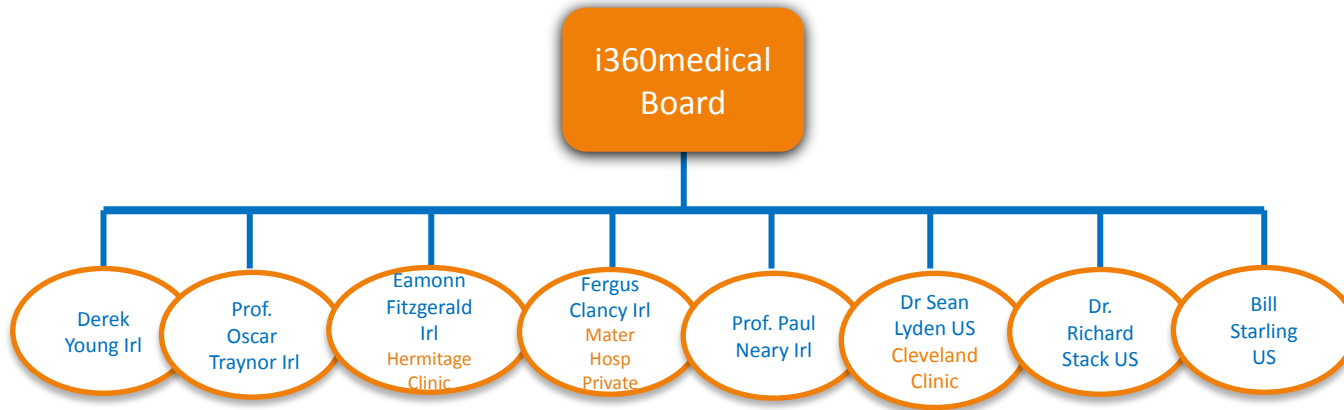 i360medical
Board
Derek
Young Irl
Prof.
Oscar
Traynor Irl
Eamonn
Fitzgerald
Irl
Hermitage
Clinic
Fergus
Clancy Irl
Mater
Hosp
Private
Prof. Paul
Neary Irl
Dr Sean
Lyden US
Cleveland
Clinic
Dr.
Richard
Stack US
Bill
Starling
US